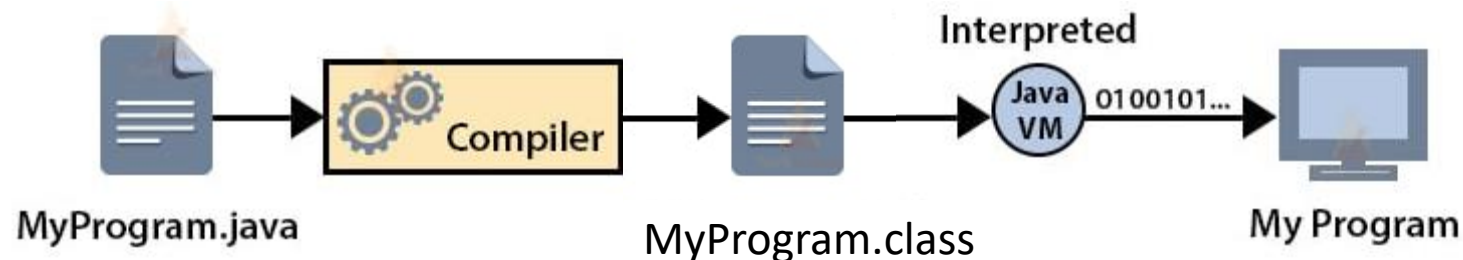 Interpreted
Java
VM
0100101...
Compiler
MyProgram.java
MyProgram.class
My Program